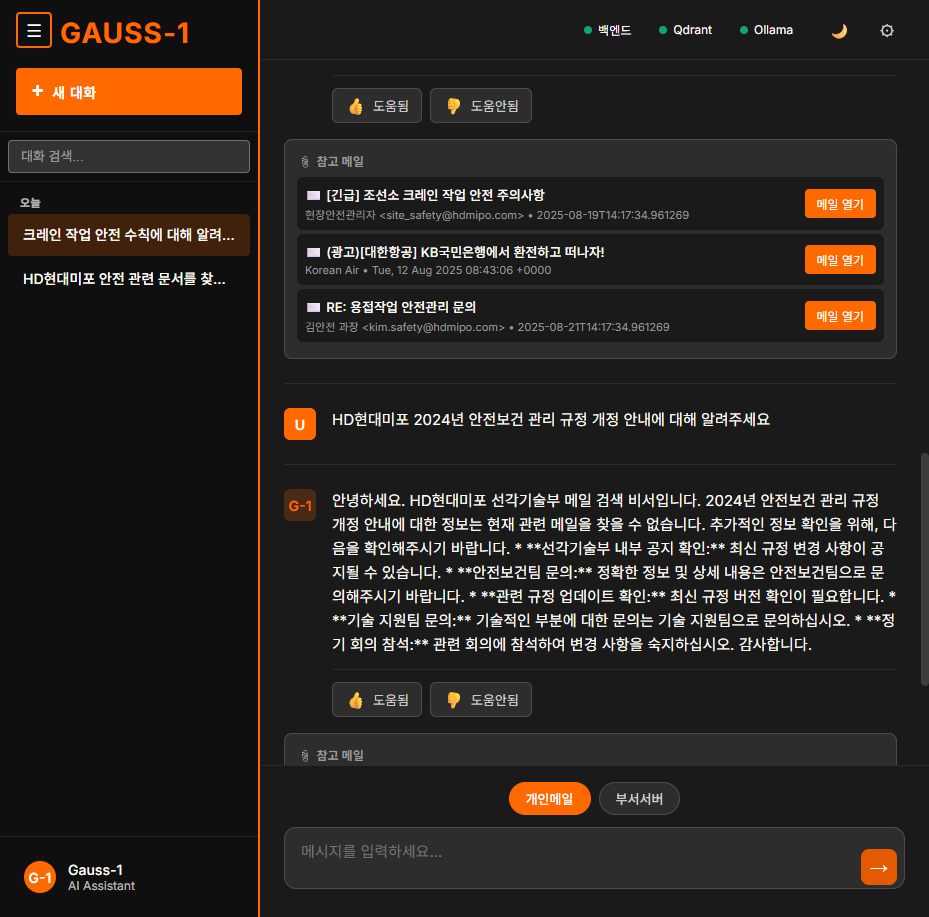 GAUSS-1
+ 새 대화
대화 검색...
오늘
크레인 작업 안전 수칙에 대해 알려...
HD현대미포 안전 관련 문서를 찾...
G-1
Gauss-1
AI Assistant
백엔드
Qdrant
Ollama
도움됨
도움안됨
참고 메일
[긴급] 조선소 크레인 작업 안전 주의사항
현장안전관리자 <site_safety@hdmipo.com> • 2025-08-19T14:17:34.961269
메일 열기
(광고)[대한항공] KB국민은행에서 환전하고 떠나자!
Korean Air • Tue, 12 Aug 2025 08:43:06 +0000
메일 열기
RE: 용접작업 안전관리 문의
김안전 과장 <kim.safety@hdmipo.com> • 2025-08-21T14:17:34.961269
메일 열기
U
HD현대미포 2024년 안전보건 관리 규정 개정 안내에 대해 알려주세요
G-1
안녕하세요. HD현대미포 선각기술부 메일 검색 비서입니다. 2024년 안전보건 관리 규정
개정 안내에 대한 정보는 현재 관련 메일을 찾을 수 없습니다. 추가적인 정보 확인을 위해, 다
음을 확인해주시기 바랍니다. * **선각기술부 내부 공지 확인:** 최신 규정 변경 사항이 공
지될 수 있습니다. * **안전보건팀 문의:** 정확한 정보 및 상세 내용은 안전보건팀으로 문
의해주시기 바랍니다. * **관련 규정 업데이트 확인:** 최신 규정 버전 확인이 필요합니다. *
**기술 지원팀 문의:** 기술적인 부분에 대한 문의는 기술 지원팀으로 문의하십시오. * **정
기 회의 참석:** 관련 회의에 참석하여 변경 사항을 숙지하십시오. 감사합니다.
도움됨
도움안됨
참고 메일
개인메일
부서서버
메시지를 입력하세요...
→